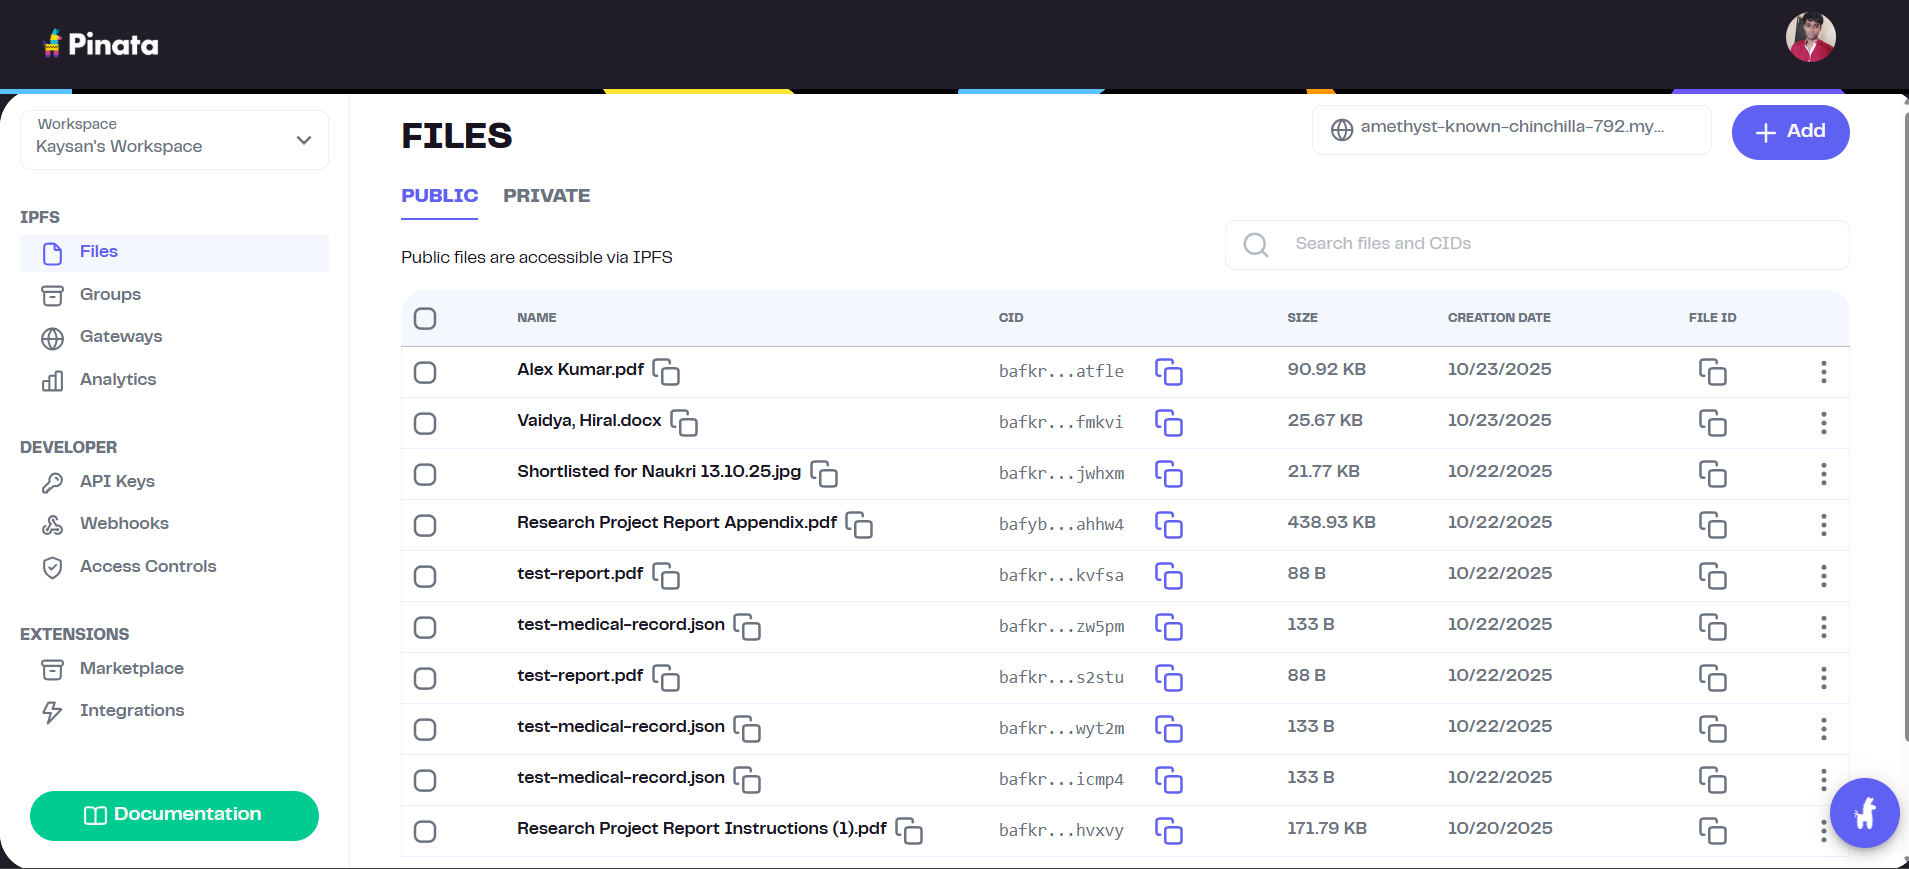 Pinata
Workspace
Kaysan's Workspace
IPFS
Files
Groups
Gateways
Analytics
DEVELOPER
API Keys
Webhooks
Access Controls
EXTENSIONS
Marketplace
Integrations
Documentation
FILES
amethyst-known-chinchilla-792.my...
Add
PUBLIC PRIVATE
Public files are accessible via IPFS
Search files and CIDs
NAME CID SIZE CREATION DATE FILE ID
Alex Kumar.pdf bafkr...atfle 90.92 KB 10/23/2025
Vaidya, Hiral.docx bafkr...fmkvi 25.67 KB 10/23/2025
Shortlisted for Naukri 13.10.25.jpg bafkr...jwhxm 21.77 KB 10/22/2025
Research Project Report Appendix.pdf bafyb...ahhw4 438.93 KB 10/22/2025
test-report.pdf bafkr...kvfsa 88 B 10/22/2025
test-medical-record.json bafkr...zw5pm 133 B 10/22/2025
test-report.pdf bafkr...s2stu 88 B 10/22/2025
test-medical-record.json bafkr...wyt2m 133 B 10/22/2025
test-medical-record.json bafkr...icmp4 133 B 10/22/2025
Research Project Report Instructions (1).pdf bafkr...hvxvy 171.79 KB 10/20/2025